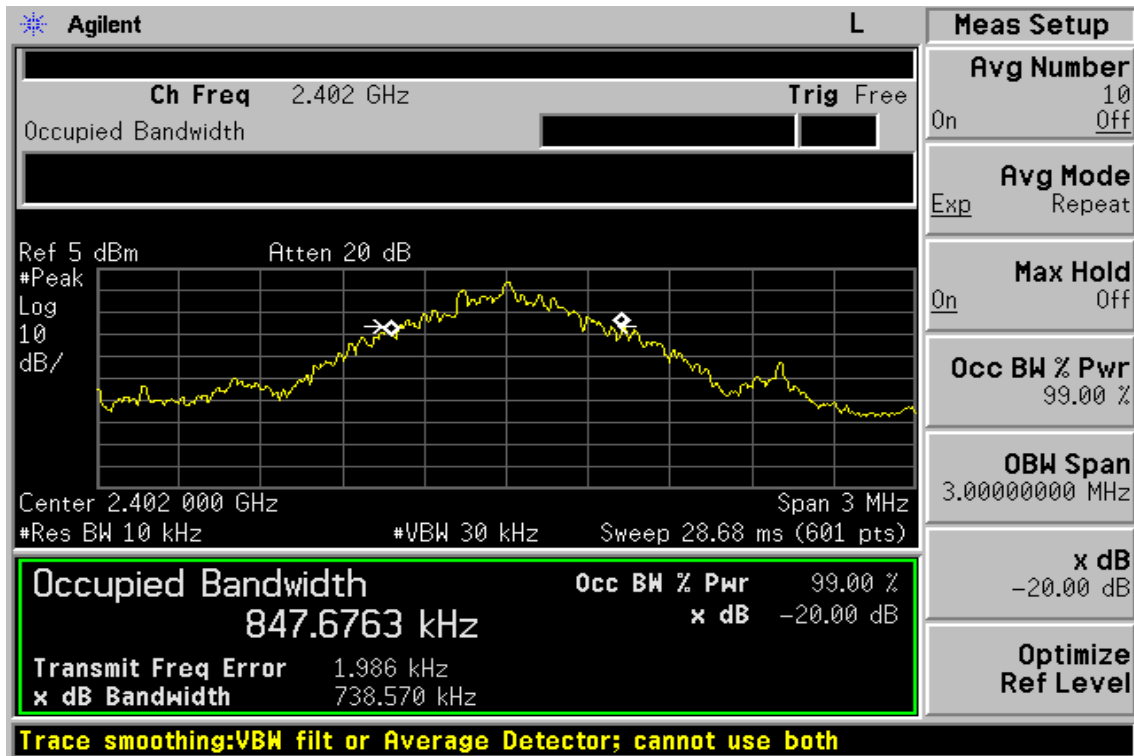 Agilent L
Ch Freq 2.402 GHz Trig Free
Occupied Bandwidth
Ref 5 dBm Atten 20 dB
#Peak
Log
10
dB/
Center 2.402 000 GHz Span 3 MHz
#Res BW 10 kHz #VBW 30 kHz Sweep 28.68 ms (601 pts)
Occupied Bandwidth Occ BW % Pwr 99.00 %
847.6763 kHz x dB -20.00 dB
Transmit Freq Error 1.986 kHz
x dB Bandwidth 738.570 kHz
Trace smoothing:VBW filt or Average Detector; cannot use both
Meas Setup
Avg Number
10
On Off
Avg Mode
Exp Repeat
Max Hold
On Off
Occ BW % Pwr
99.00 %
OBW Span
3.00000000 MHz
x dB
-20.00 dB
Optimize
Ref Level